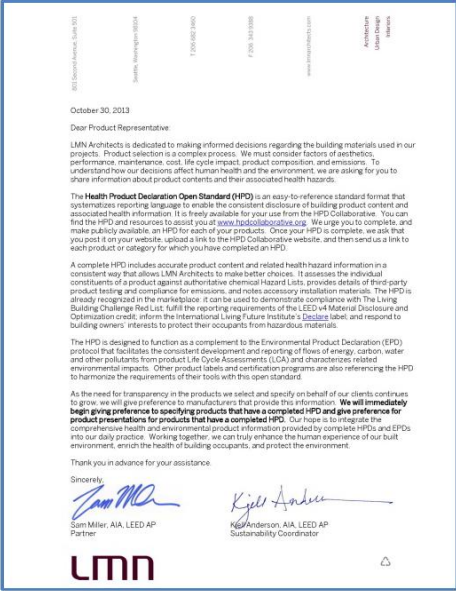 801 Second Avenue, Suite 501
Seattle, Washington 98104
T 206 682 3460
F 206 343 9388
www.lmnarchitects.com
Architecture
Urban Design
Interiors
October 30, 2013
Dear Product Representative:
LMN Architects is dedicated to making informed decisions regarding the building materials used in our
projects. Product selection is a complex process. We must consider factors of aesthetics,
performance, maintenance, cost, life cycle impact, product composition, and emissions. To
understand more about human health and the environment, we are asking for you to
share information about product contents and their associated health hazards.
The Health Product Declaration Open Standard (HPD) is an easy-to-reference standard format that
systematizes reporting language to enable the consistent disclosure of building product content and
associated health information. It is freely available for your use from the HPD Collaborative. You can
find the HPD and resources to assist you at www.hpdcollaborative.org. We urge you to complete, and
make publicly available, an HPD for each of your products. Once your HPD is complete, we ask that
you post it on your website, upload a link to the HPD Collaborative website, and then send us a link to
each product or category for which you have completed an HPD.
A complete HPD includes accurate product content and related health hazard information in a
consistent way that allows LMN Architects to make better choices. It assesses the individual
constituents of a product against authoritative chemical Hazard Lists, provides details of third-party
product testing and compliance for emissions, and notes accessory installation materials. The HPD is
already recognized in the marketplace: it can be used to demonstrate compliance with The Living
Building Challenge Red List; fulfill the reporting requirements of the LEED v4 Material Disclosure and
Optimization credit; inform the International Living Future Institute's Declare label; and respond to
building owners' interests to protect their occupants from hazardous materials.
The HPD is designed to function as a complement to the Environmental Product Declaration (EPD)
protocol that facilitates the consistent development and reporting of flows of energy, carbon, water
and other pollutants from product Life Cycle Assessments (LCA) and characterizes related
environmental impacts. Other product labels and certification programs are also referencing the HPD
to harmonize the requirements of their tools with this open standard.
As the need for transparency in the products we select and specify on behalf of our clients continues
to grow, we will give preference to manufacturers that provide this information. We will immediately
begin giving preference to specifying products that have a completed HPD and give preference for
product presentations for products that have a completed HPD. Our hope is to integrate the
comprehensive health and environmental product information provided by complete HPDs and EPDs
into our daily practice. Working together, we can truly enhance the human experience of our built
environment, enrich the health of building occupants, and protect the environment.
Thank you in advance for your assistance.
Sincerely,
Sam Miller, AIA, LEED AP
Partner
Kjell Anderson, AIA, LEED AP
Sustainability Coordinator
LMN